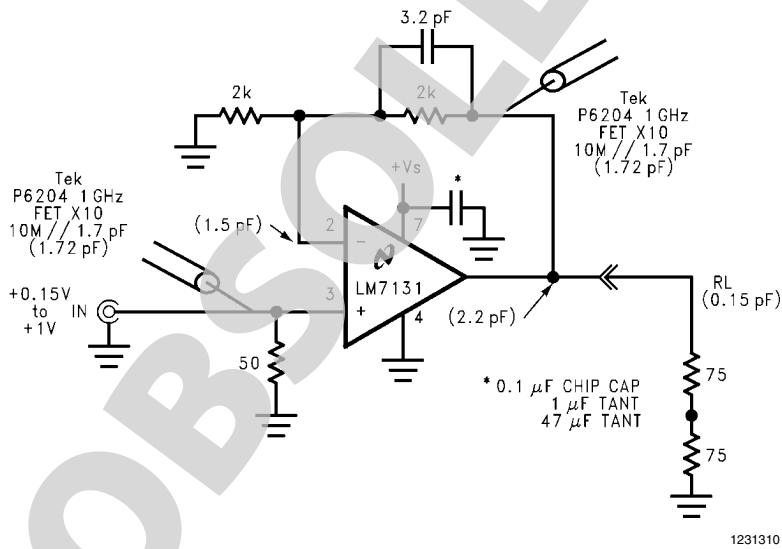 3.2 pF
2k
2k
Tek
P6204 1 GHz
FET X10
10M // 1.7 pF
(1.72 pF)
+Vs
*
7
Tek
P6204 1 GHz
FET X10
10M // 1.7 pF
(1.72 pF)
(1.5 pF)
2
−
LM7131
+0.15V
to
+1V
IN
3
+
4
(2.2 pF)
RL
(0.15 pF)
50
* 0.1 μF CHIP CAP
1 μF TANT
47 μF TANT
75
75
1231310
OBSOLE